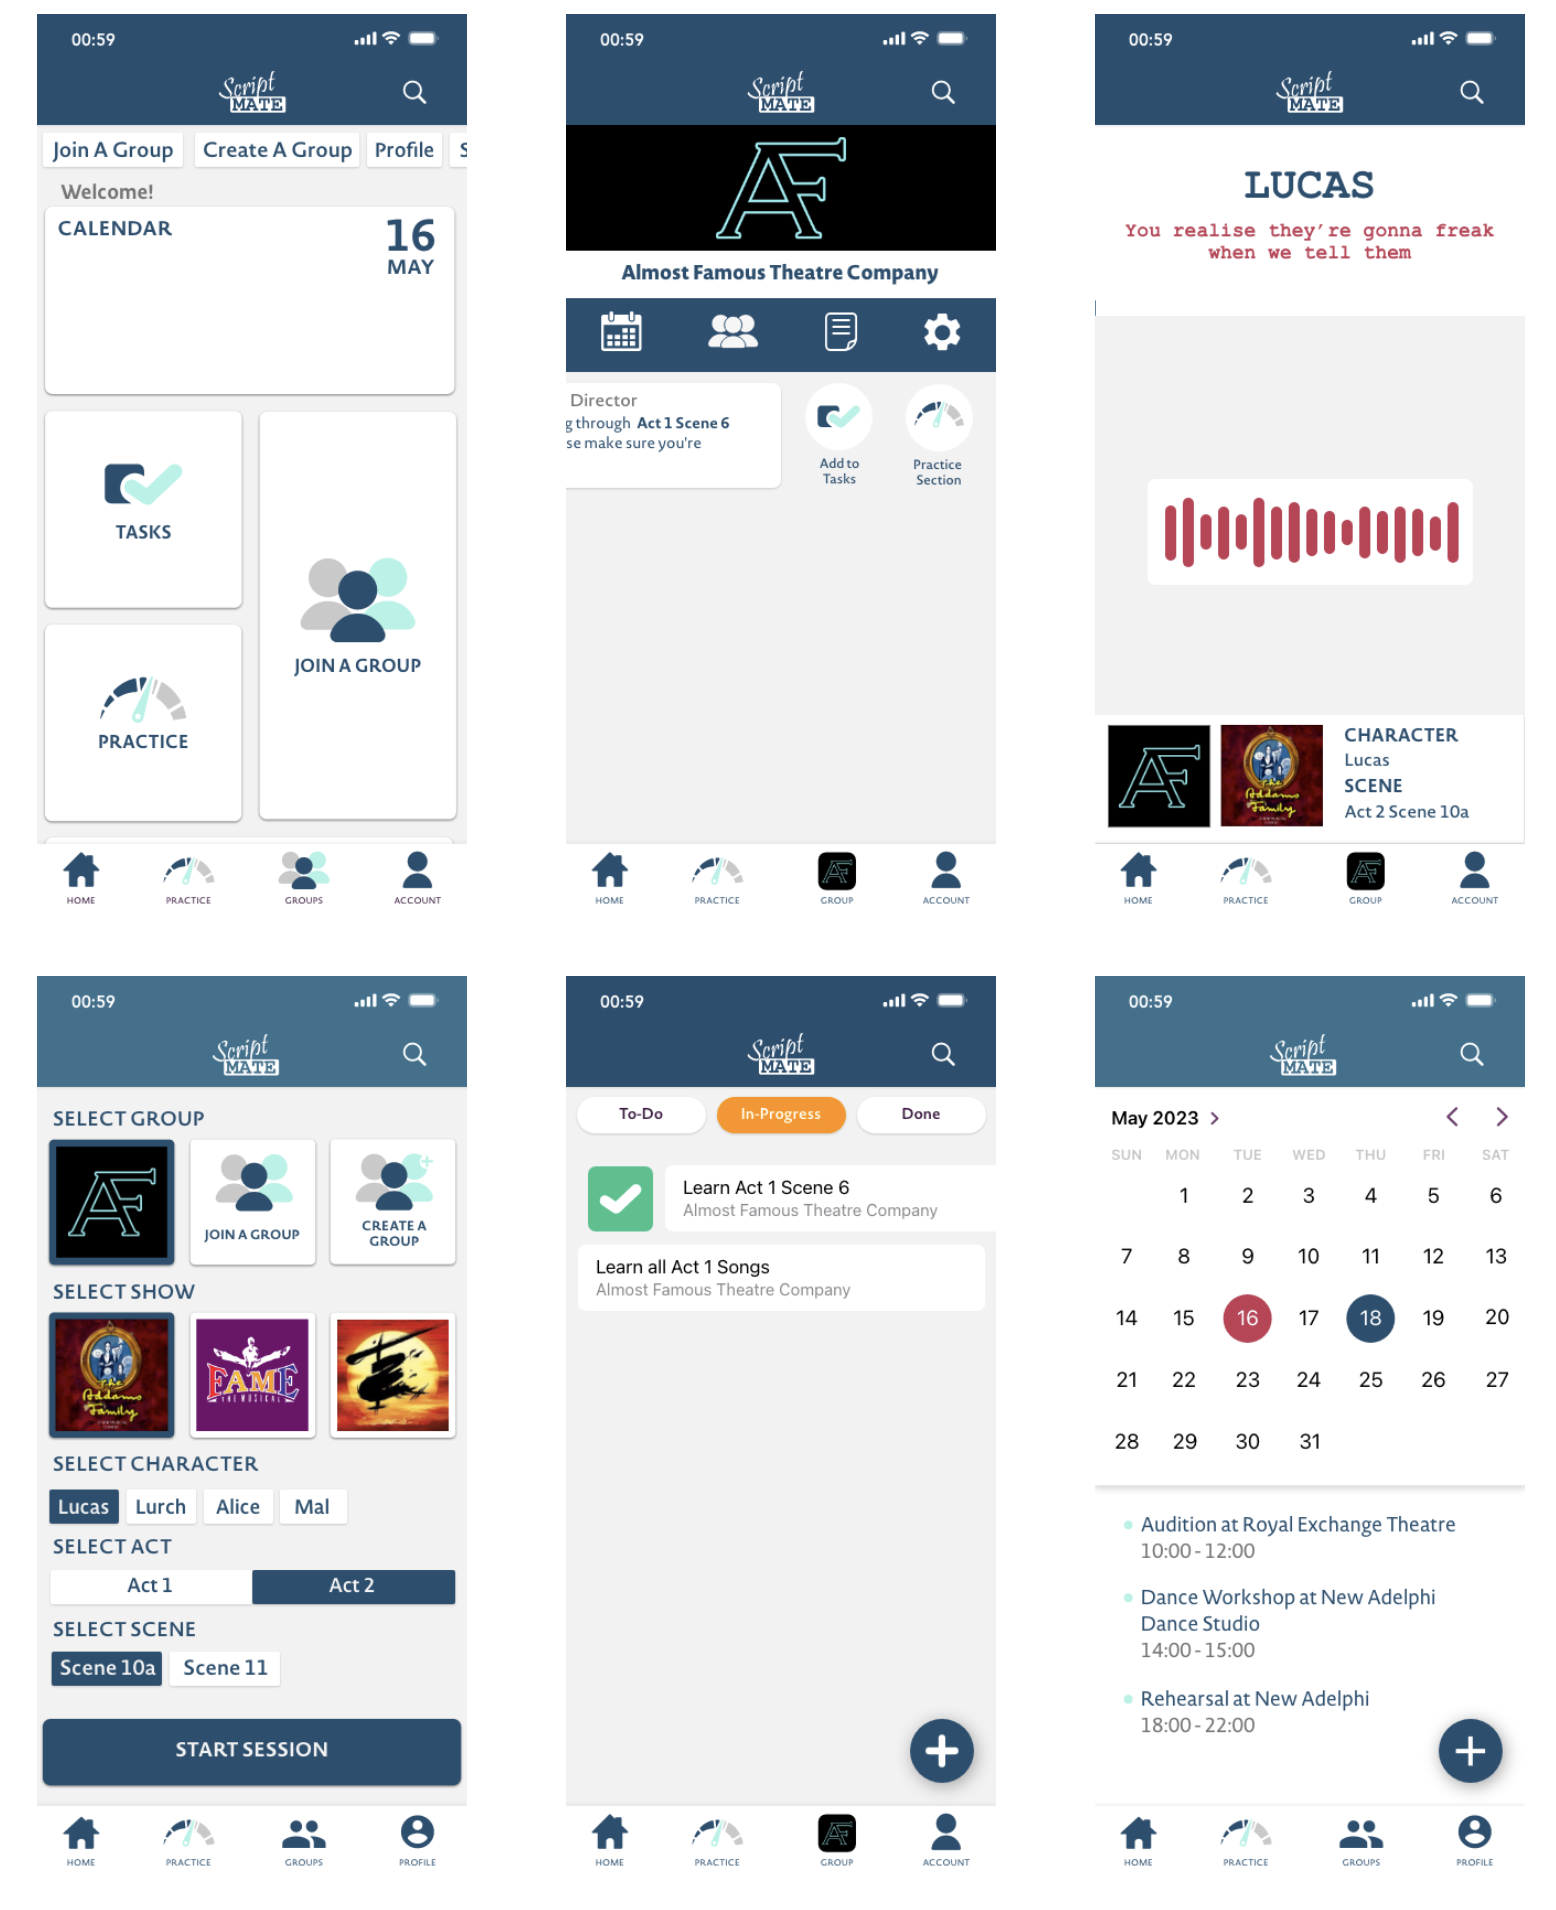 00:59
Script
MATE
Join A Group Create A Group Profile S
Welcome!
CALENDAR
16
MAY
TASKS
JOIN A GROUP
PRACTICE
HOME PRACTICE GROUPS ACCOUNT
00:59
Script
MATE
AF
Almost Famous Theatre Company
Director
g through Act 1 Scene 6
se make sure you're
Add to
Tasks
Practice
Section
HOME PRACTICE GROUP ACCOUNT
00:59
Script
MATE
LUCAS
You realise they're gonna freak
when we tell them
AF
The
Addams
Family
CHARACTER
Lucas
SCENE
Act 2 Scene 10a
HOME PRACTICE GROUP ACCOUNT
00:59
Script
MATE
SELECT GROUP
AF
JOIN A GROUP
CREATE A
GROUP
SELECT SHOW
The
Addams
Family
FAME
THE MUSICAL
SELECT CHARACTER
Lucas Lurch Alice Mal
SELECT ACT
Act 1 Act 2
SELECT SCENE
Scene 10a Scene 11
START SESSION
HOME PRACTICE GROUPS PROFILE
00:59
Script
MATE
To-Do In-Progress Done
Learn Act 1 Scene 6
Almost Famous Theatre Company
Learn all Act 1 Songs
Almost Famous Theatre Company
HOME PRACTICE GROUP ACCOUNT
00:59
Script
MATE
May 2023
SUN MON TUE WED THU FRI SAT
1 2 3 4 5 6
7 8 9 10 11 12 13
14 15 16 17 18 19 20
21 22 23 24 25 26 27
28 29 30 31
Audition at Royal Exchange Theatre
10:00 - 12:00
Dance Workshop at New Adelphi
Dance Studio
14:00 - 15:00
Rehearsal at New Adelphi
18:00 - 22:00
HOME PRACTICE GROUPS PROFILE